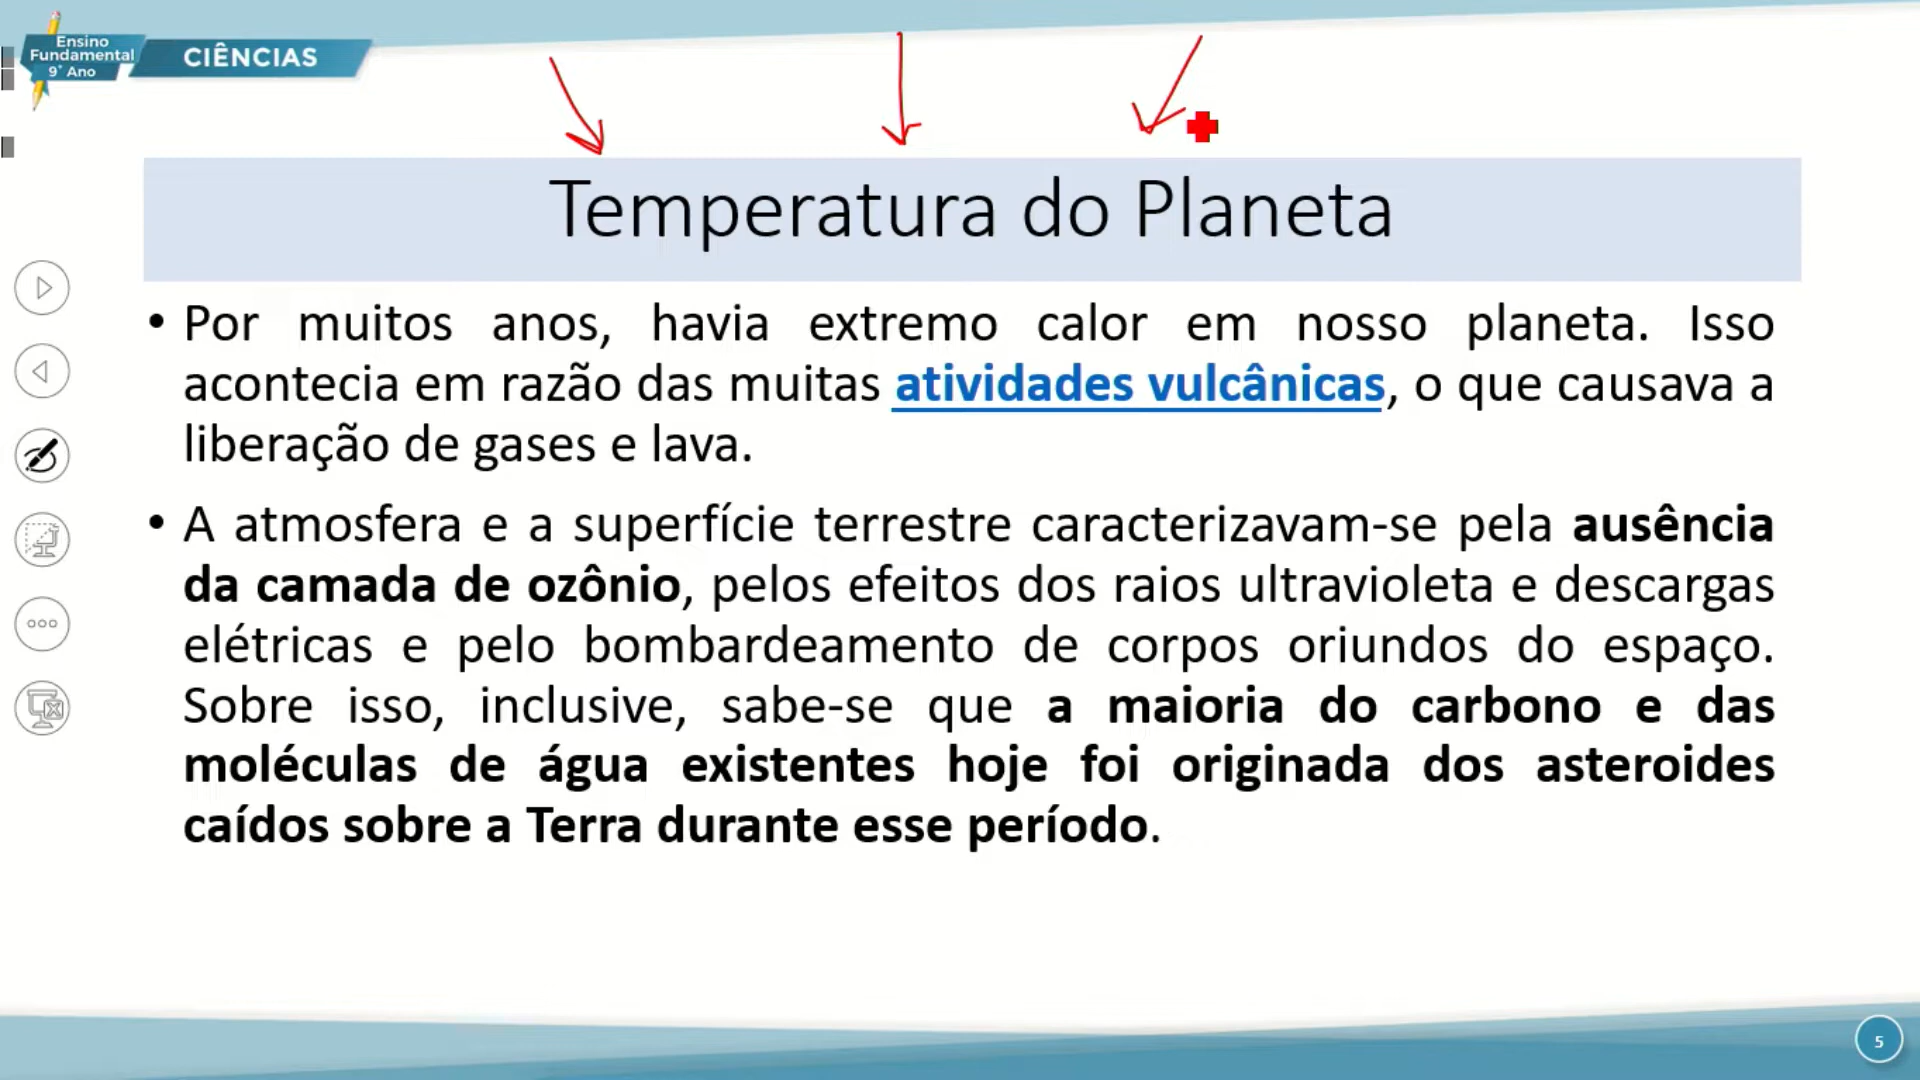 Ensino
Fundamental
9° Ano
CIÊNCIAS
Temperatura do Planeta
• Por muitos anos, havia extremo calor em nosso planeta. Isso
acontecia em razão das muitas atividades vulcânicas, o que causava a
liberação de gases e lava.
• A atmosfera e a superfície terrestre caracterizavam-se pela ausência
da camada de ozônio, pelos efeitos dos raios ultravioleta e descargas
elétricas e pelo bombardeamento de corpos oriundos do espaço.
Sobre isso, inclusive, sabe-se que a maioria do carbono e das
moléculas de água existentes hoje foi originada dos asteroides
caídos sobre a Terra durante esse período.
5